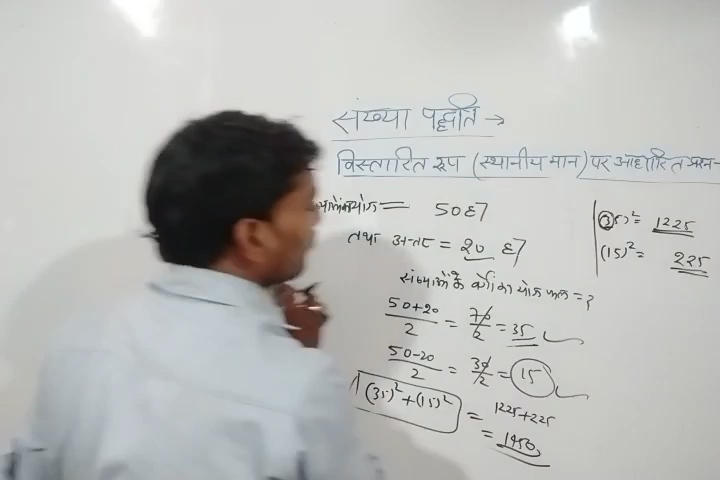 संख्या पद्धति →
विस्तारित रूप (स्थानीय मान) पर आधारित प्रश्न-
= 50 है
तथा अन्तर = 20 है
संख्याओं के वर्गों का योगफल = ?
50+20/2 = 70/2 = 35
50-20/2 = 30/2 = 15
(35)² + (15)² = 1225+225
= 1450
(35)² = 1225
(15)² = 225